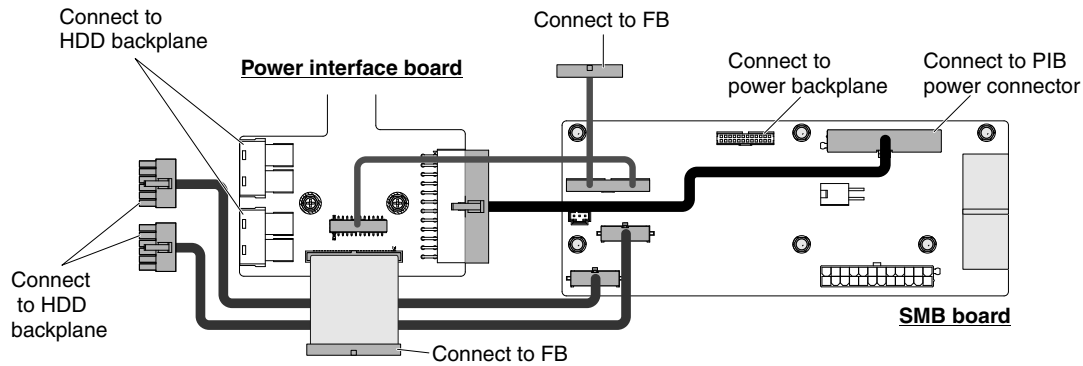 Connect to
HDD backplane
Power interface board
Connect to FB
Connect to
power backplane
Connect to PIB
power connector
Connect
to HDD
backplane
Connect to FB
SMB board